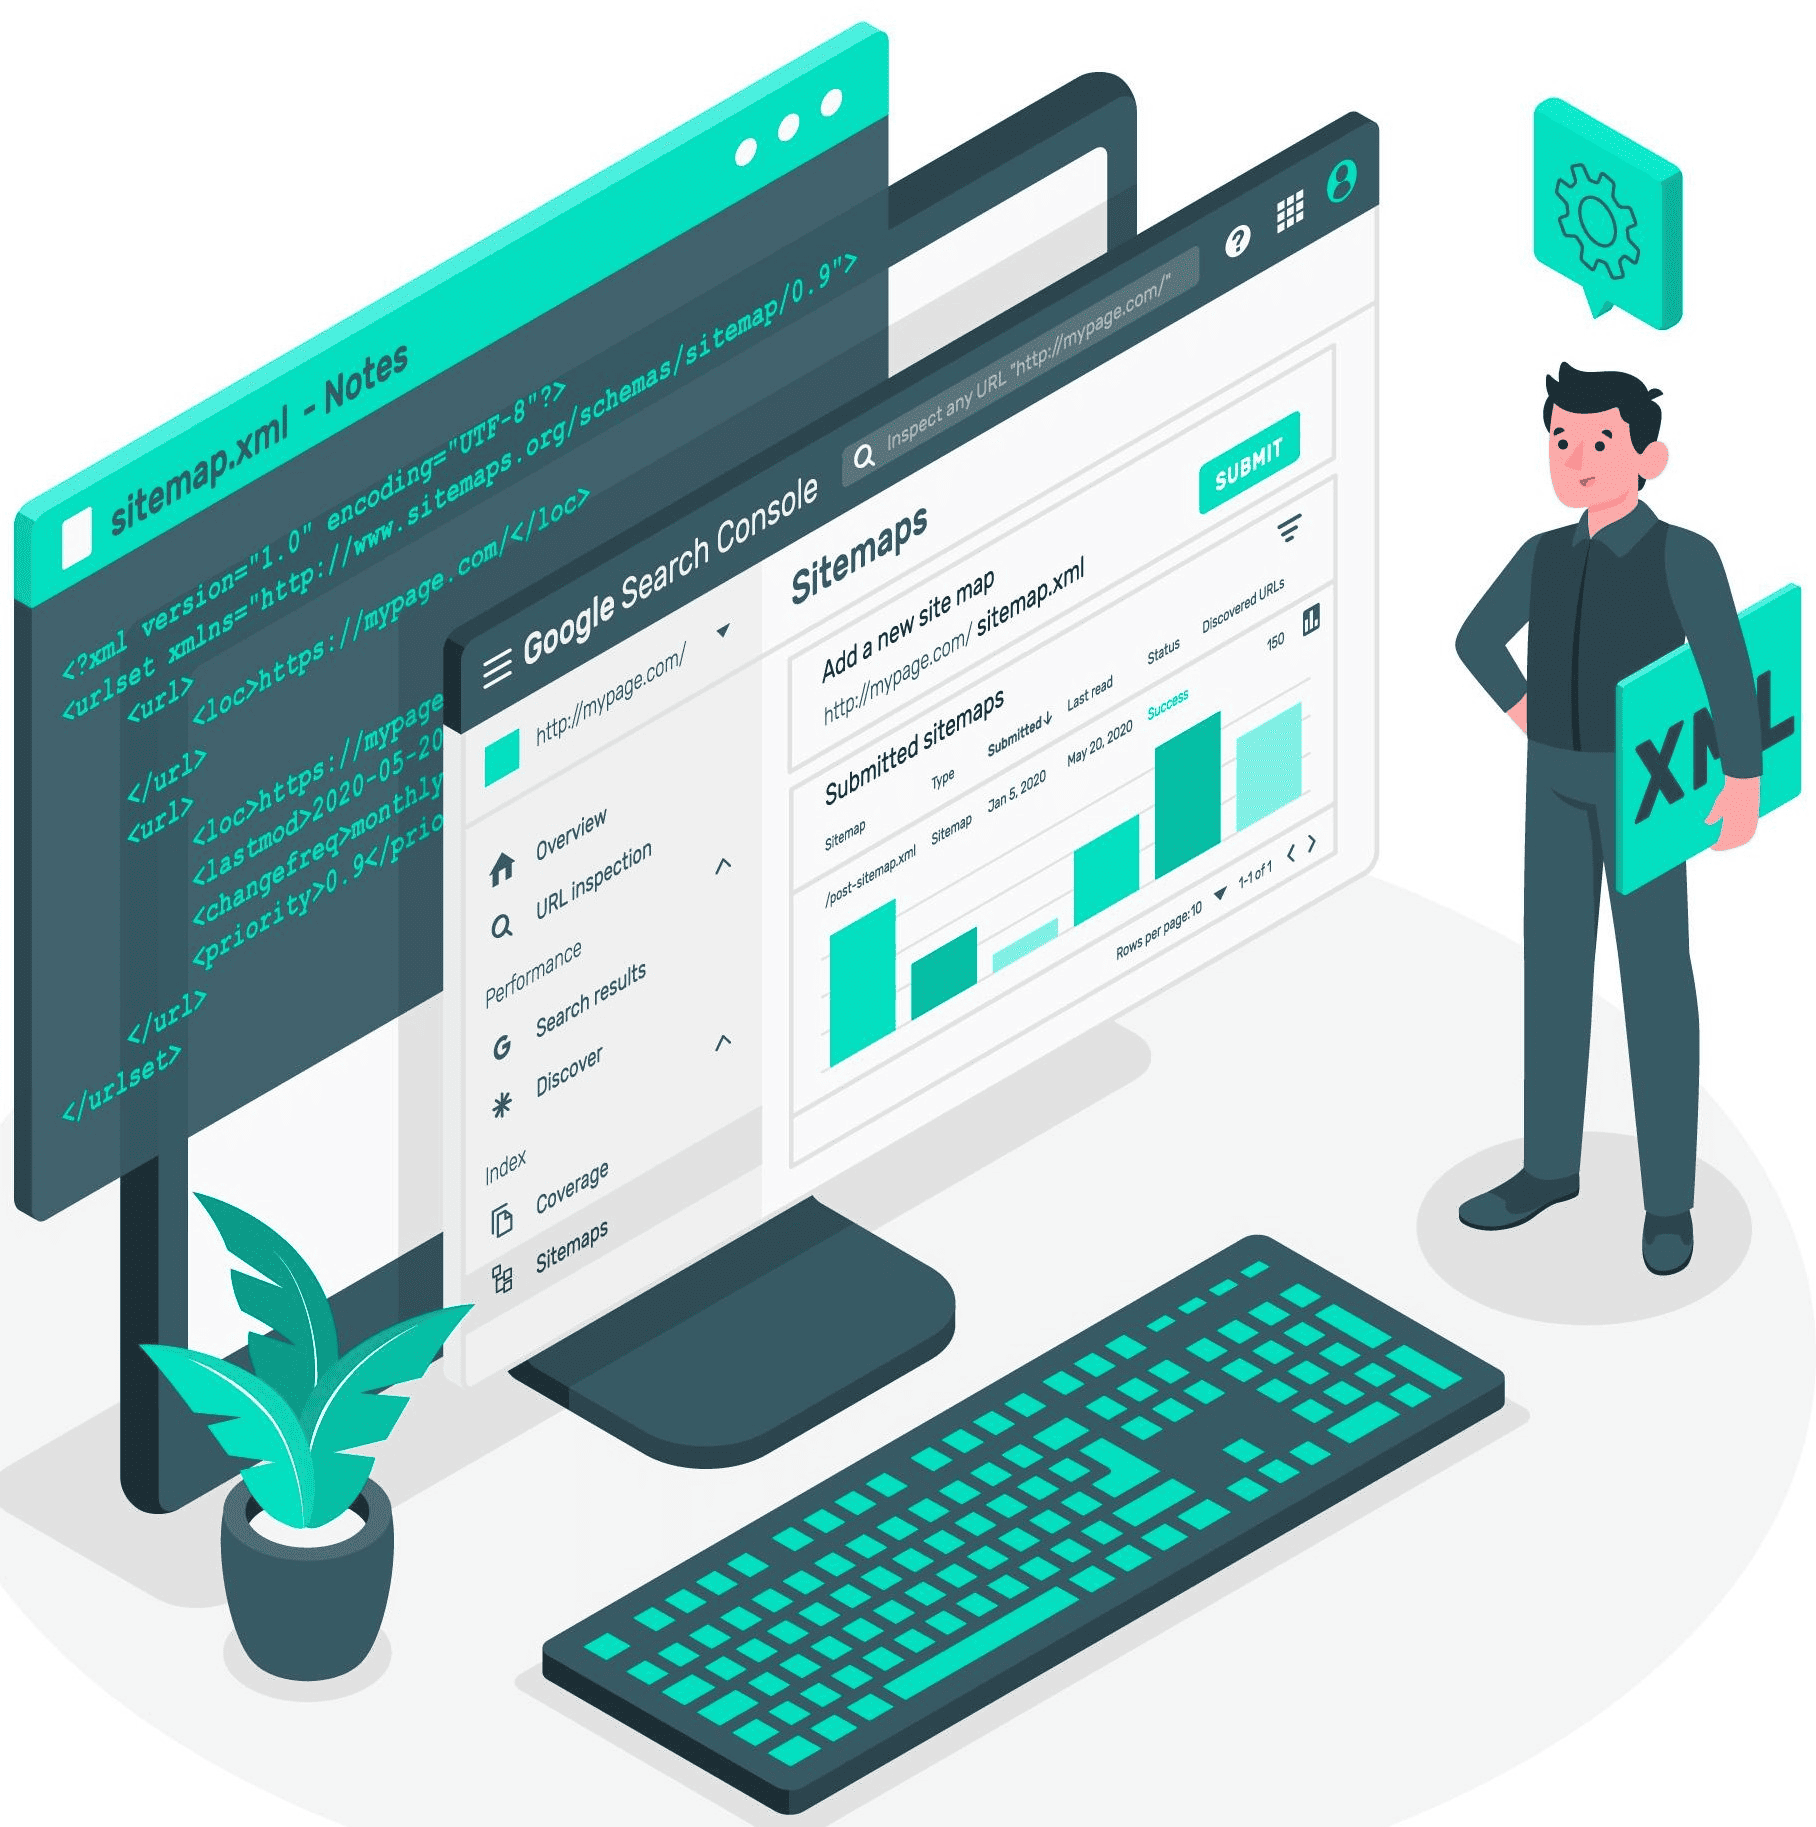 sitemap.xml - Notes
<?xml version="1.0" encoding="UTF-8"?>
<urlset xmlns="http://www.sitemaps.org/schemas/sitemap/0.9">
<url>
<loc>https://mypage.com/</loc>
</url>
<url>
<loc>https://mypage
<lastmod>2020-05-20
<changefreq>monthly
<priority>0.9</prio
</url>
</urlset>
Google Search Console
Inspect any URL "http://mypage.com/"
?
http://mypage.com/
Overview
URL inspection
Performance
Search results
G
Discover
Index
Coverage
Sitemaps
Sitemaps
Add a new site map
http://mypage.com/ sitemap.xml
SUBMIT
Submitted sitemaps
Sitemap Type Submitted↓ Last read Status Discovered URLs
/post-sitemap.xml Sitemap Jan 5, 2020 May 20, 2020 Success 150
Rows per page:10 1-1 of 1 < >
XML